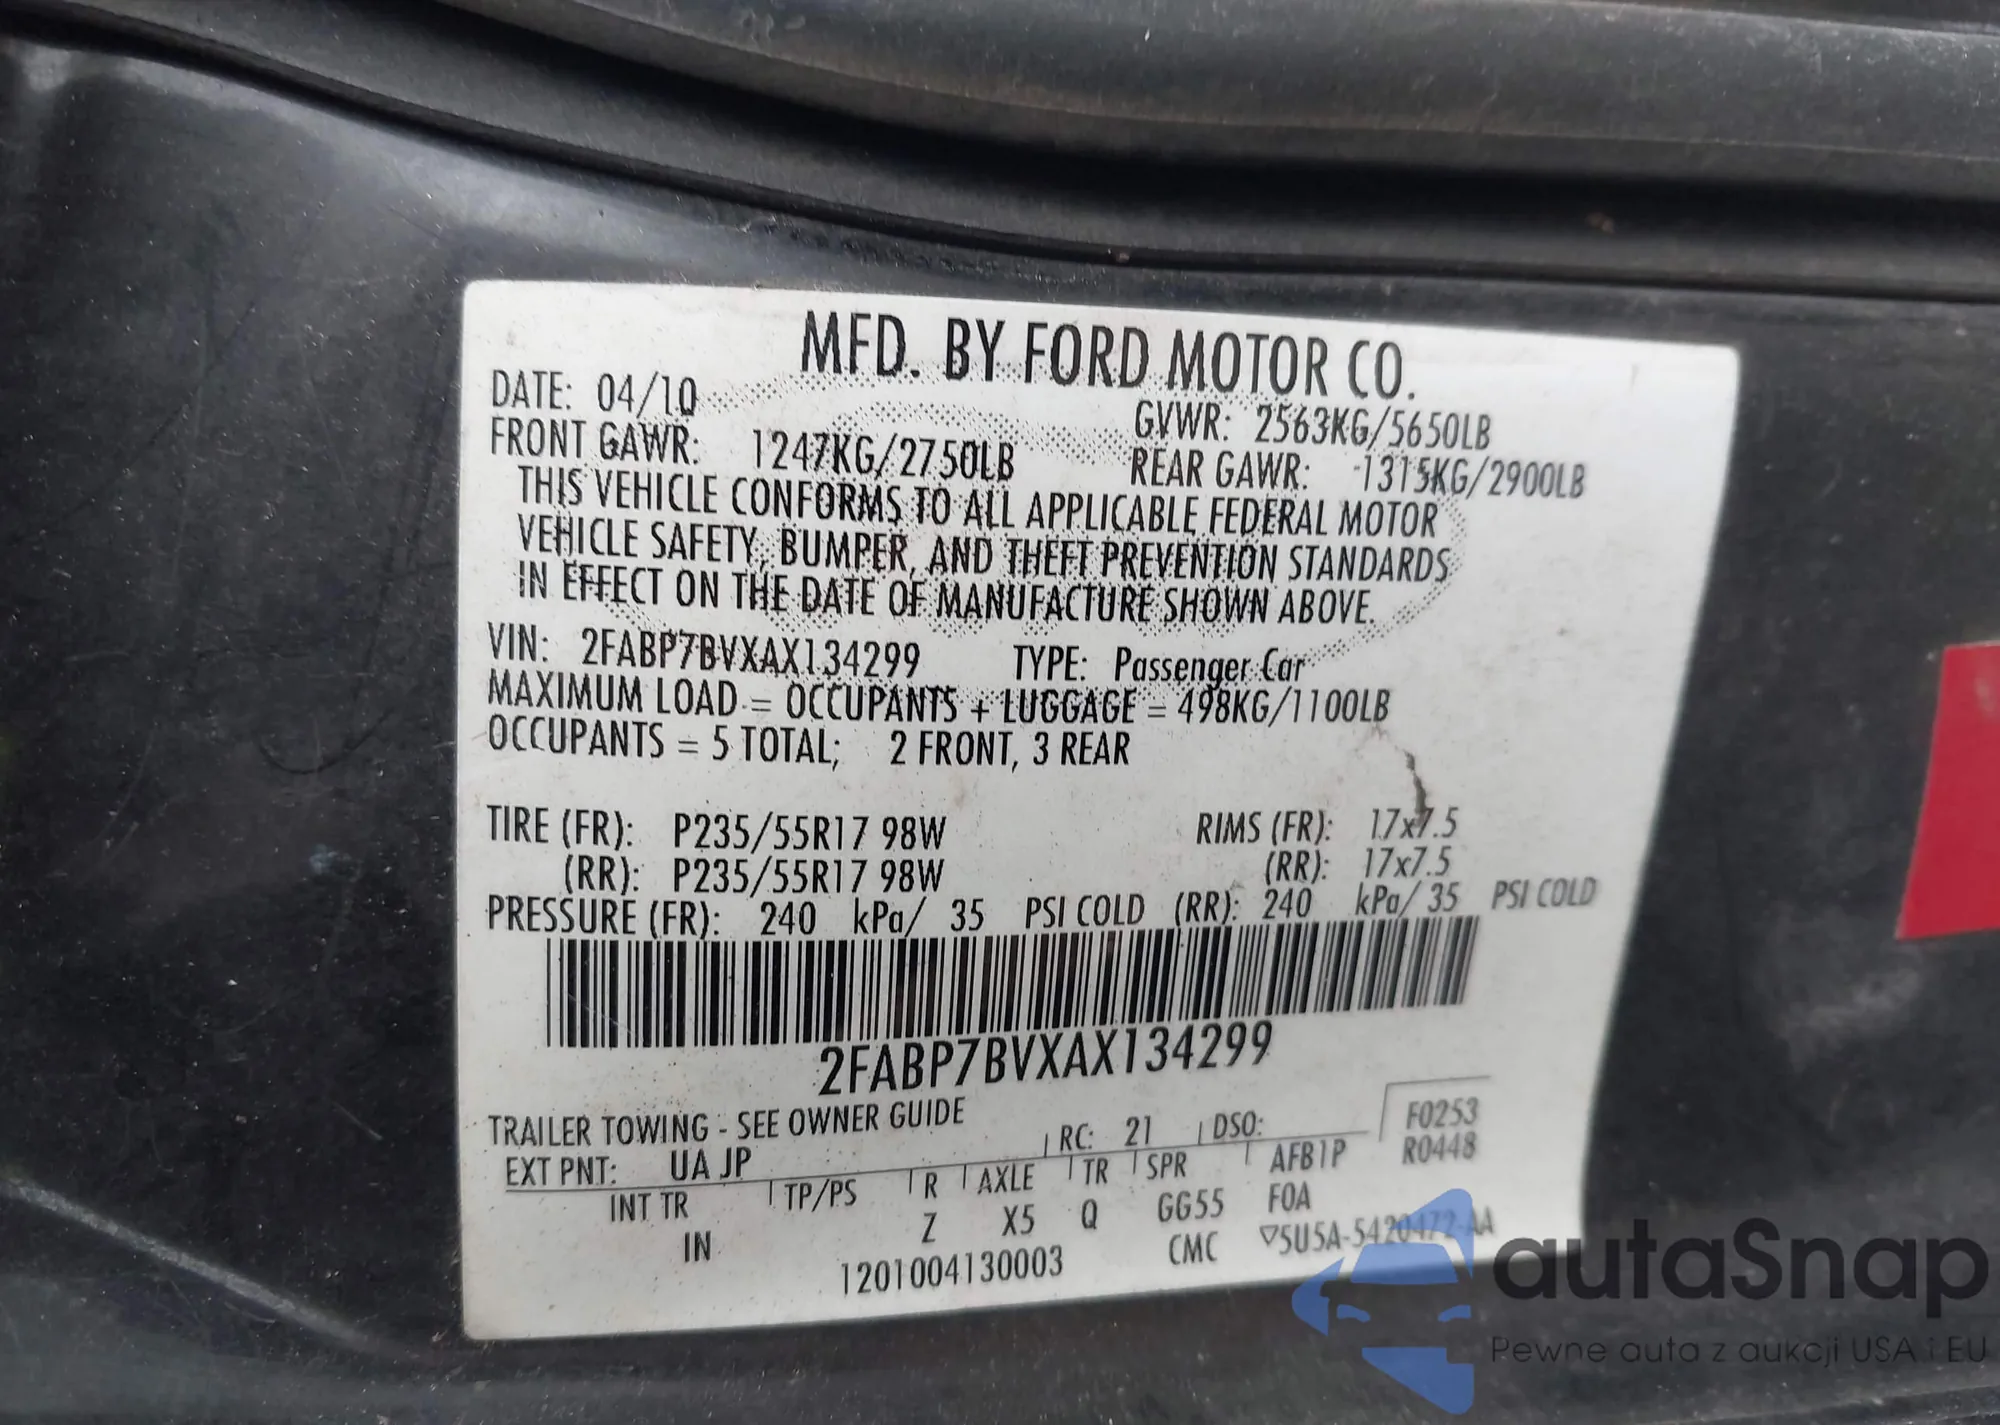 MFD. BY FORD MOTOR CO.
DATE: 04/10
GVWR: 2563KG/5650LB
FRONT GAWR: 1247KG/2750LB
REAR GAWR: 1315KG/2900LB
THIS VEHICLE CONFORMS TO ALL APPLICABLE FEDERAL MOTOR
VEHICLE SAFETY, BUMPER, AND THEFT PREVENTION STANDARDS
IN EFFECT ON THE DATE OF MANUFACTURE SHOWN ABOVE.
VIN: 2FABP7BVXAX134299 TYPE: Passenger Car
MAXIMUM LOAD = OCCUPANTS + LUGGAGE = 498KG/1100LB
OCCUPANTS = 5 TOTAL; 2 FRONT, 3 REAR
TIRE (FR): P235/55R17 98W RIMS (FR): 17x7.5
(RR): P235/55R17 98W (RR): 17x7.5
PRESSURE (FR): 240 kPa/ 35 PSI COLD (RR): 240 kPa/ 35 PSI COLD
2FABP7BVXAX134299
TRAILER TOWING - SEE OWNER GUIDE
F0253
EXT PNT: UA JP RC: 21 DSO: R0448
INT TR TP/PS R AXLE TR SPR AFB1P
IN Z X5 Q GG55 FOA
1201004130003 CMC ▽5U5A-5420472-AA
autaSnap
Pewne auta z aukcji USA i EU